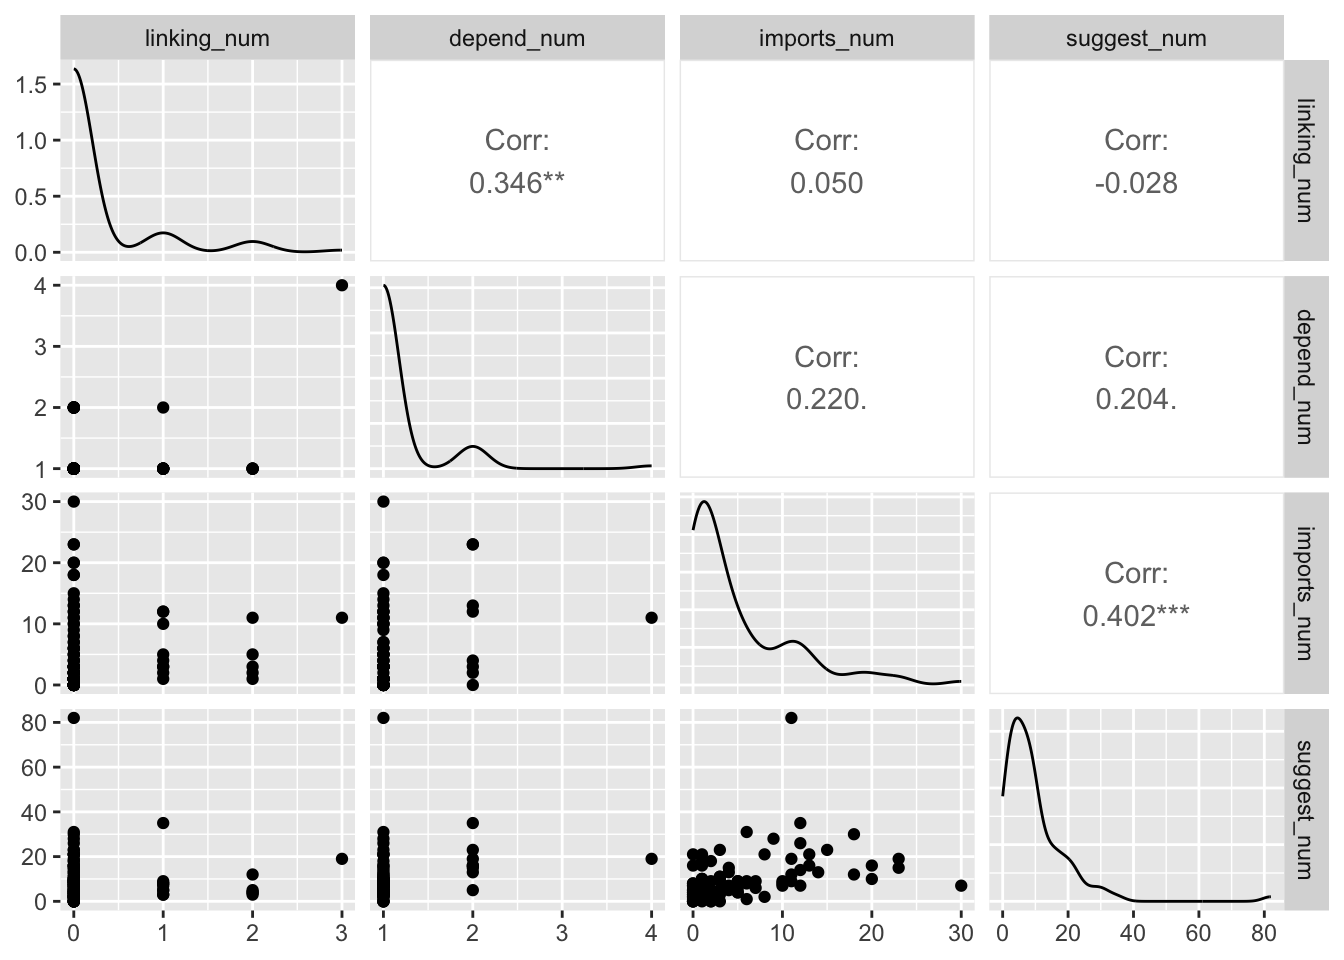 linking_num depend_num imports_num suggest_num
1.5
1.0
0.5
0.0
Corr:
0.346**
Corr:
0.050
Corr:
-0.028
linking_num
4
3
2
1
Corr:
0.220.
Corr:
0.204.
depend_num
30
20
10
0
Corr:
0.402***
imports_num
80
60
40
20
0
suggest_num
0 1 2 3 1 2 3 4 0 10 20 30 0 20 40 60 80